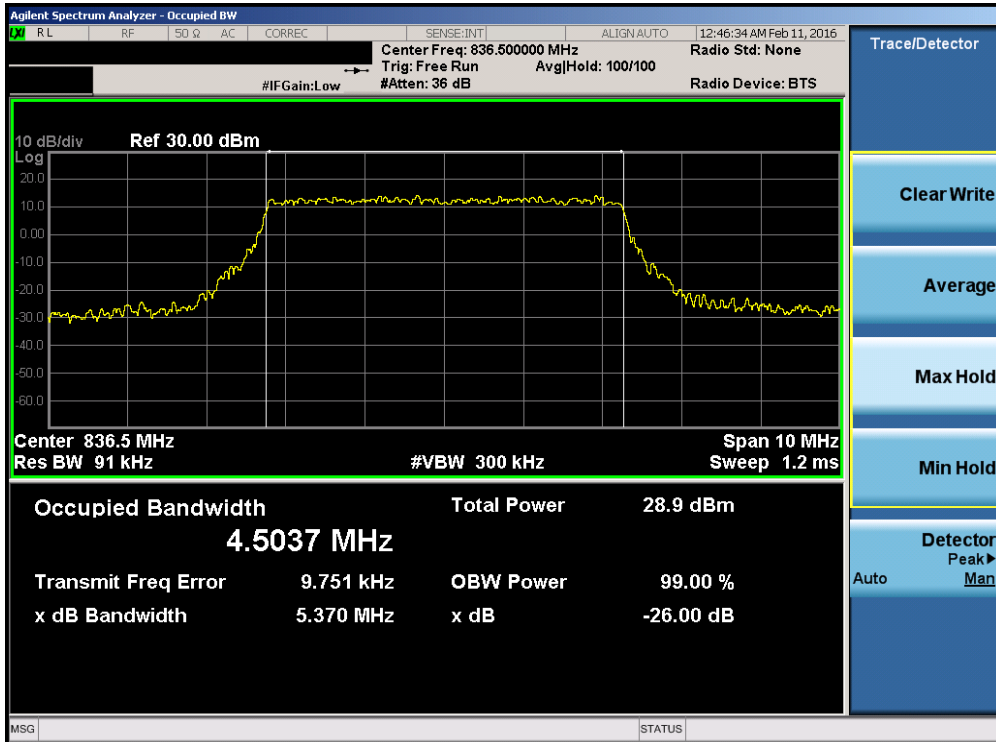 Agilent Spectrum Analyzer - Occupied BW
LXI RL RF 50 Ω AC CORREC SENSE:INT ALIGN AUTO 12:46:34 AM Feb 11, 2016
Center Freq: 836.500000 MHz Radio Std: None
Trig: Free Run Avg|Hold: 100/100
#IFGain:Low #Atten: 36 dB Radio Device: BTS
10 dB/div Ref 30.00 dBm
Log
20.0
10.0
0.00
-10.0
-20.0
-30.0
-40.0
-50.0
-60.0
Center 836.5 MHz Span 10 MHz
Res BW 91 kHz #VBW 300 kHz Sweep 1.2 ms
Occupied Bandwidth Total Power 28.9 dBm
4.5037 MHz
Transmit Freq Error 9.751 kHz OBW Power 99.00 %
x dB Bandwidth 5.370 MHz x dB -26.00 dB
MSG STATUS
Trace/Detector
Clear Write
Average
Max Hold
Min Hold
Detector
Peak▶
Auto Man